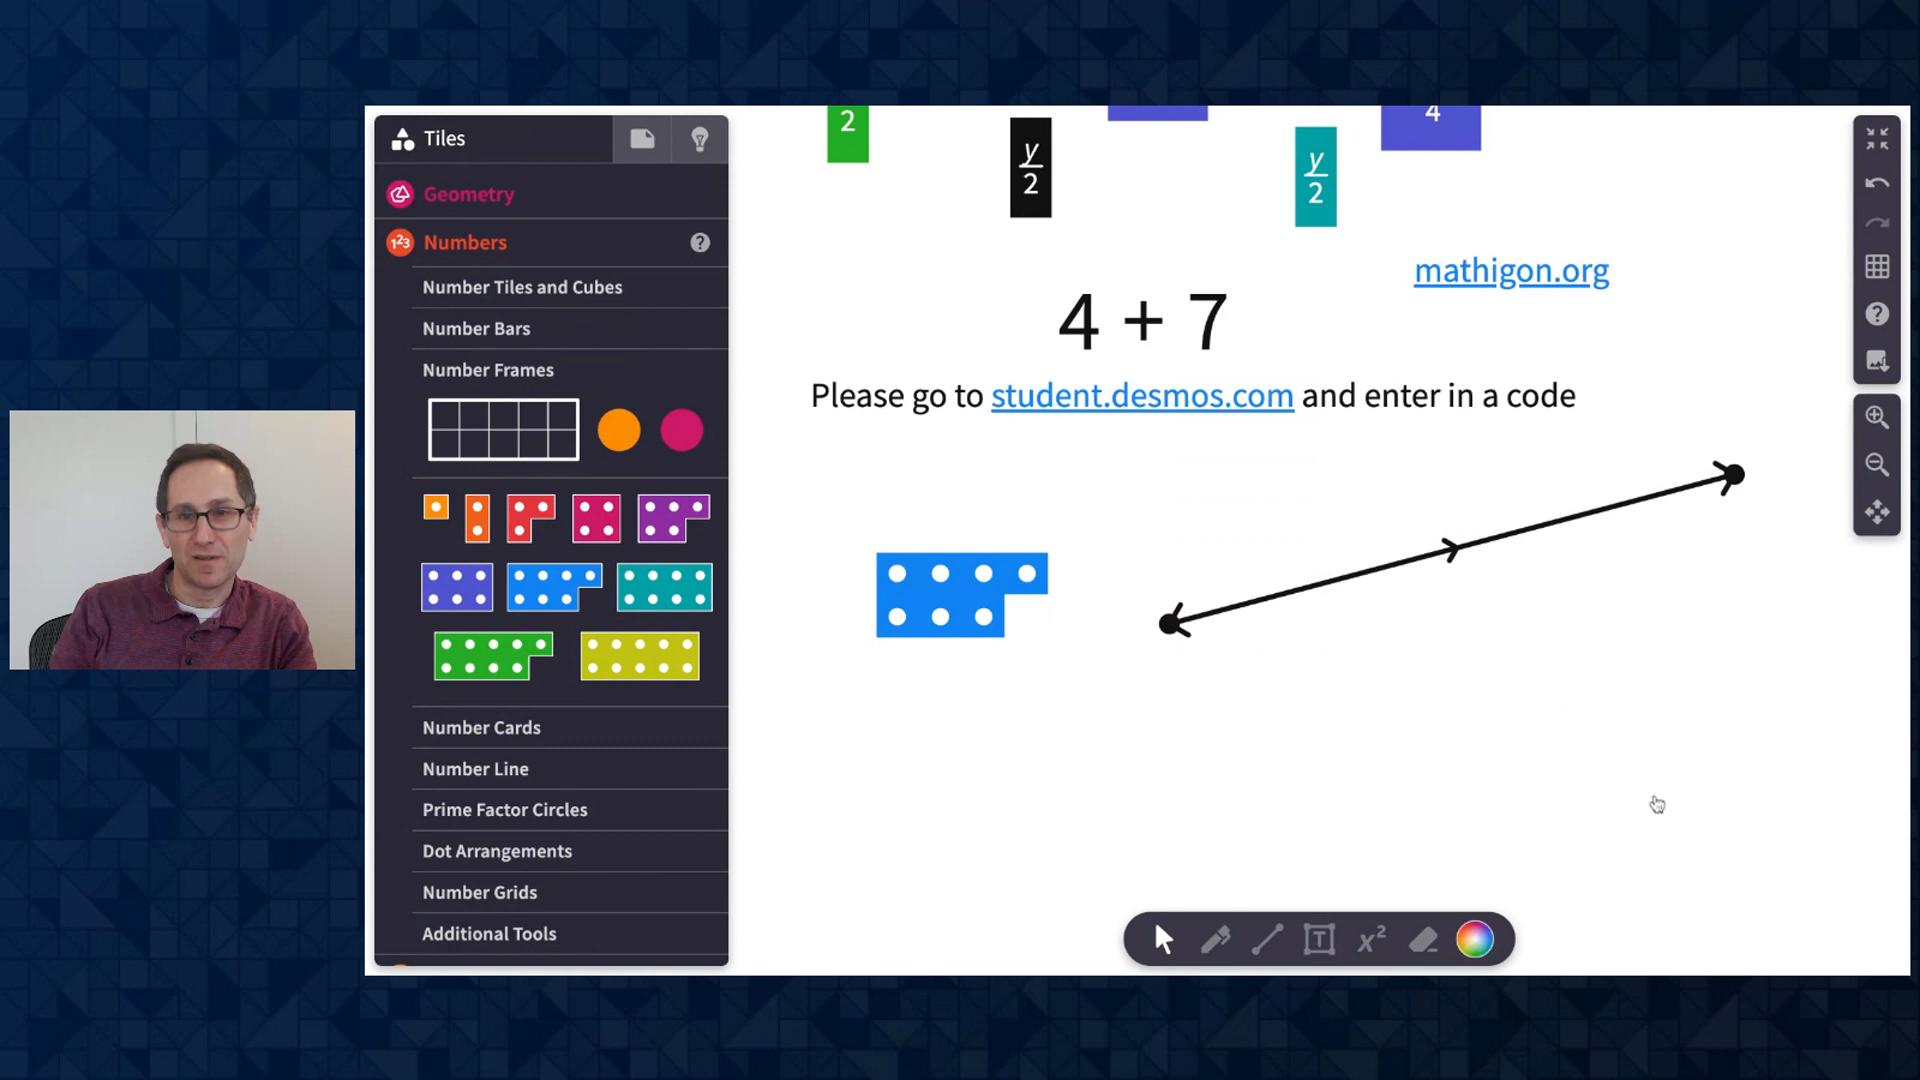 Tiles
Geometry
Numbers
Number Tiles and Cubes
Number Bars
Number Frames
Number Cards
Number Line
Prime Factor Circles
Dot Arrangements
Number Grids
Additional Tools
2
y/2
y/2
4
mathigon.org
4 + 7
Please go to student.desmos.com and enter in a code
T
x²
123
?
?